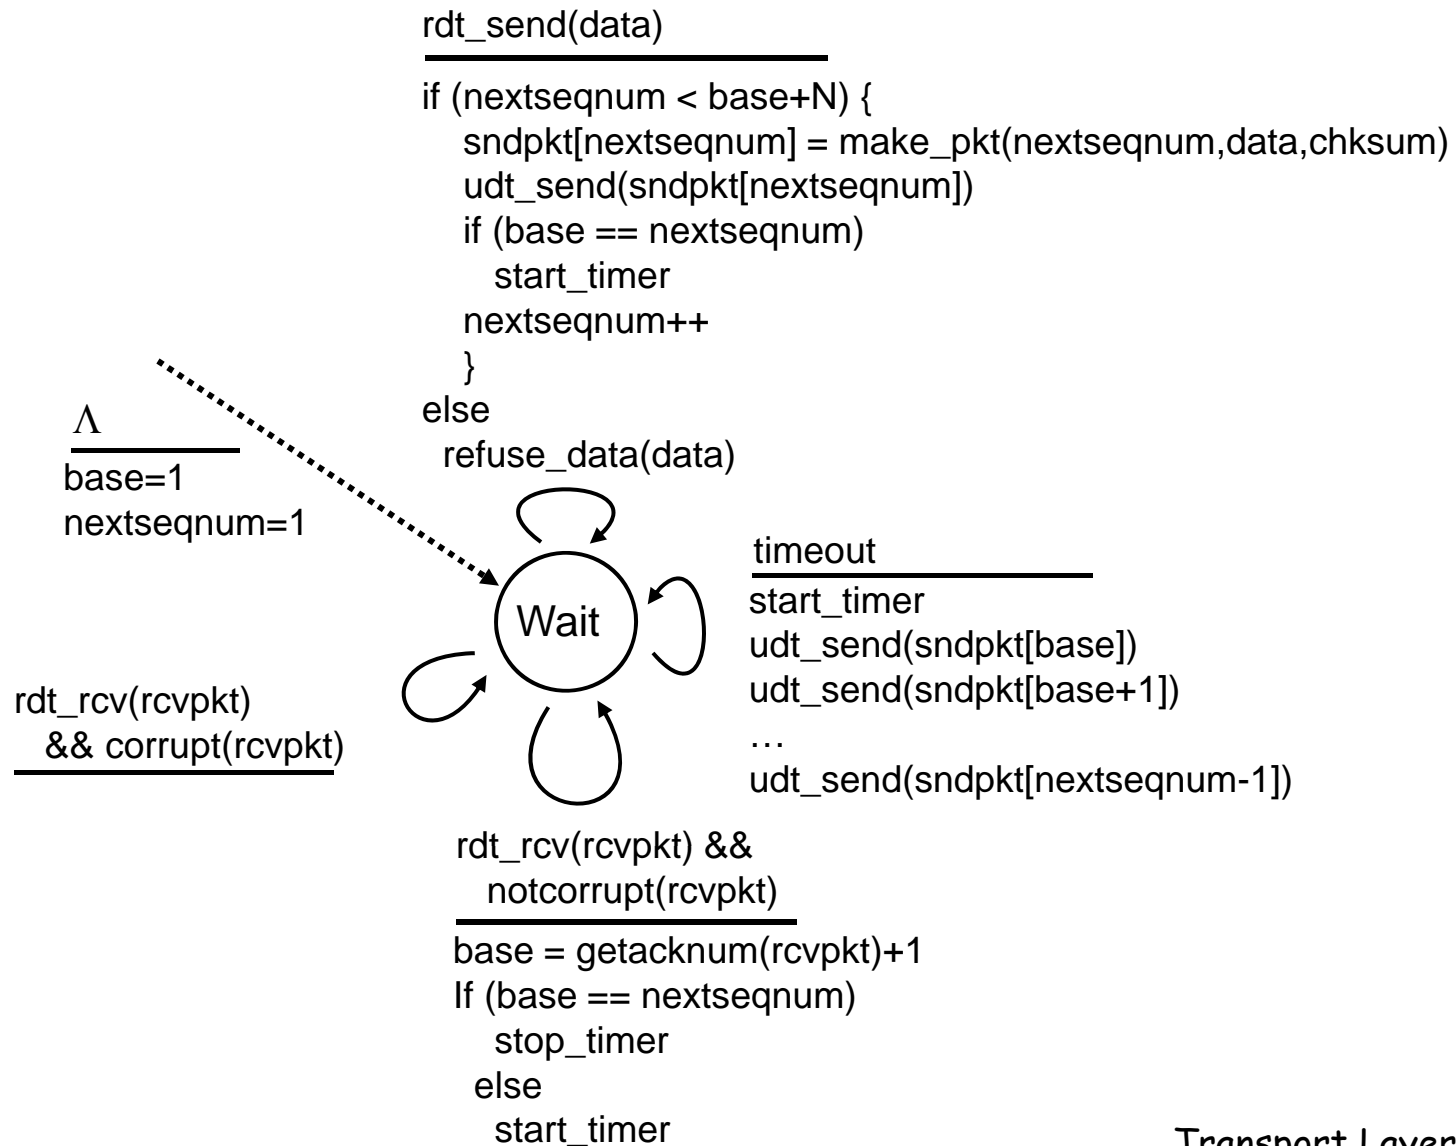 rdt_send(data)
if (nextseqnum < base+N) {
sndpkt[nextseqnum] = make_pkt(nextseqnum,data,chksum)
udt_send(sndpkt[nextseqnum])
if (base == nextseqnum)
start_timer
nextseqnum++
}
else
refuse_data(data)
Λ
base=1
nextseqnum=1
Wait
timeout
start_timer
udt_send(sndpkt[base])
udt_send(sndpkt[base+1])
…
udt_send(sndpkt[nextseqnum-1])
rdt_rcv(rcvpkt)
&& corrupt(rcvpkt)
rdt_rcv(rcvpkt) &&
notcorrupt(rcvpkt)
base = getacknum(rcvpkt)+1
If (base == nextseqnum)
stop_timer
else
start_timer
Transport Layer